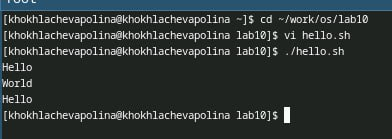 [khokhlachevapolina@khokhlachevapolina ~]$ cd ~/work/os/lab10
[khokhlachevapolina@khokhlachevapolina lab10]$ vi hello.sh
[khokhlachevapolina@khokhlachevapolina lab10]$ ./hello.sh
Hello
World
Hello
[khokhlachevapolina@khokhlachevapolina lab10]$